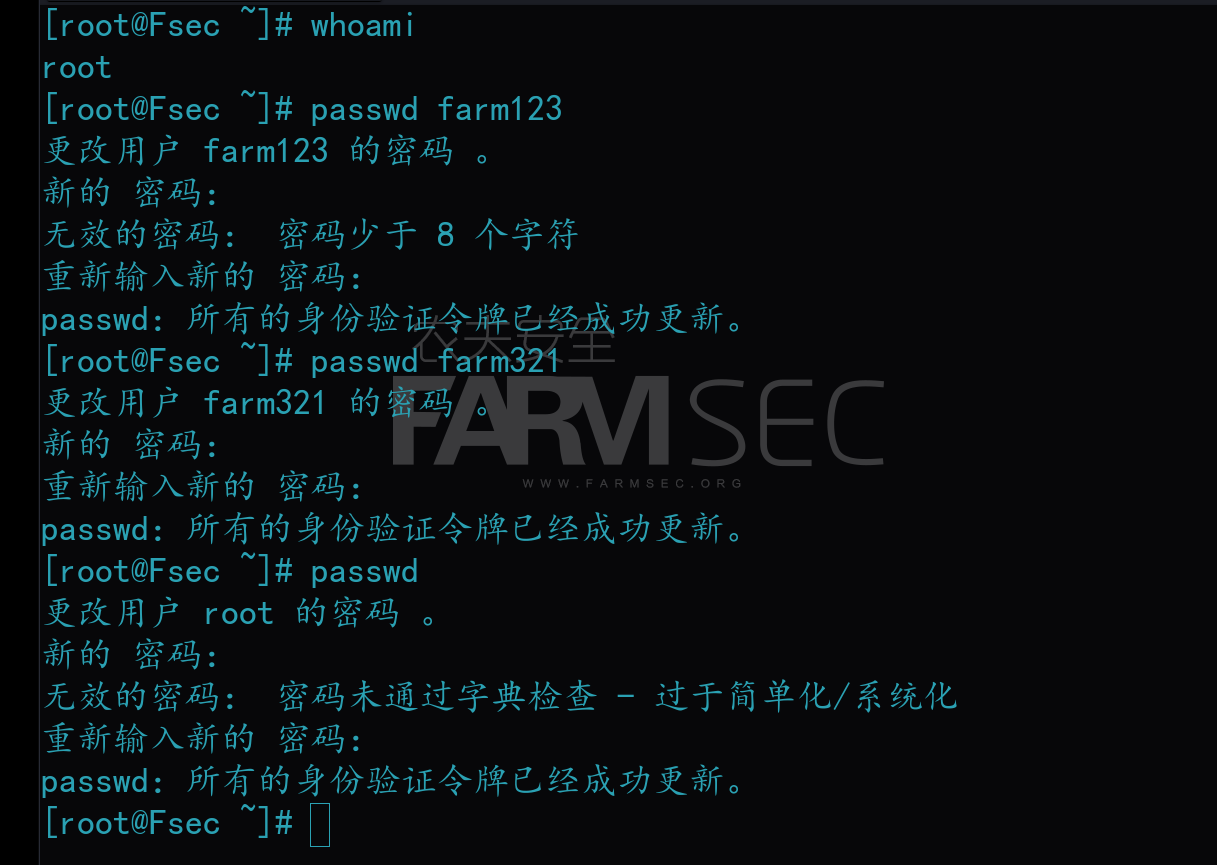 [root@Fsec ~]# whoami
root
[root@Fsec ~]# passwd farm123
更改用户 farm123 的密码 。
新的 密码：
无效的密码： 密码少于 8 个字符
重新输入新的 密码：
passwd：所有的身份验证令牌已经成功更新。
农夫安全
[root@Fsec ~]# passwd farm321
更改用户 farm321 的密码 。
FARMSEC
新的 密码：
重新输入新的 密码：
WWW.FARMSEC.ORG
passwd：所有的身份验证令牌已经成功更新。
[root@Fsec ~]# passwd
更改用户 root 的密码 。
新的 密码：
无效的密码： 密码未通过字典检查 - 过于简单化/系统化
重新输入新的 密码：
passwd：所有的身份验证令牌已经成功更新。
[root@Fsec ~]#